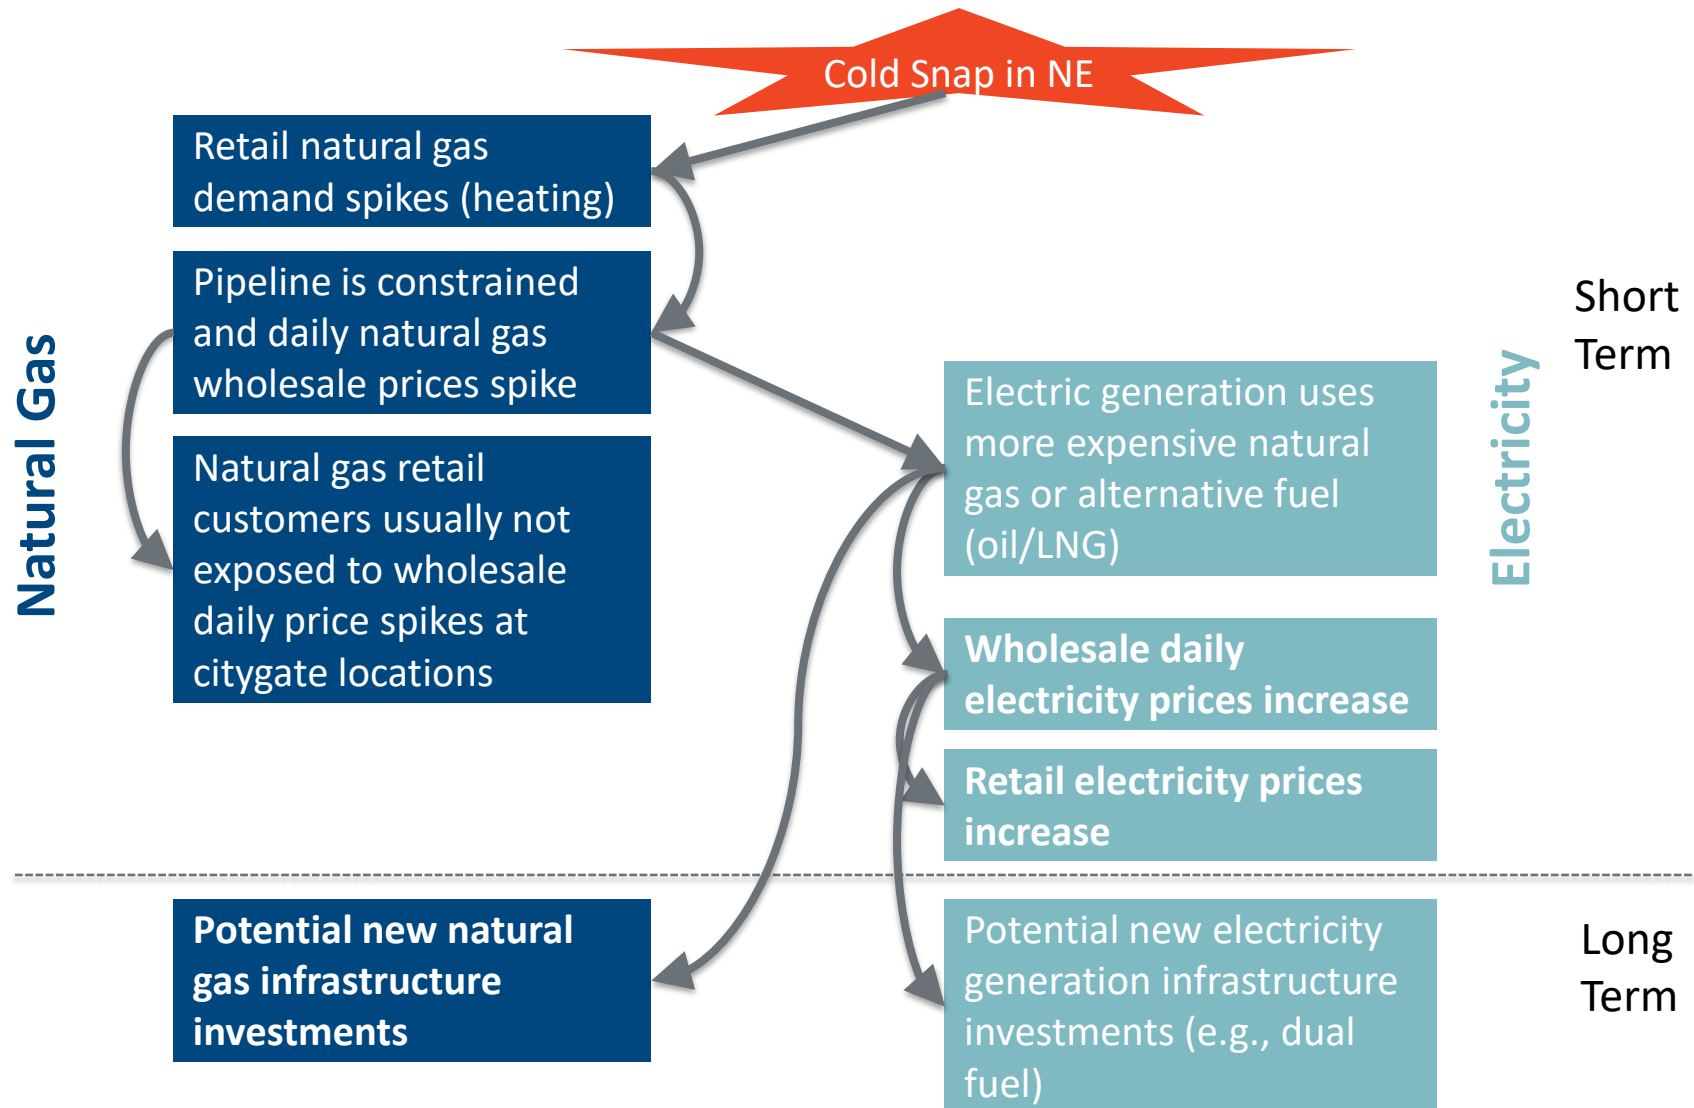 Cold Snap in NE
Retail natural gas
demand spikes (heating)
Pipeline is constrained
and daily natural gas
wholesale prices spike
Natural gas retail
customers usually not
exposed to wholesale
daily price spikes at
citygate locations
Natural Gas
Electric generation uses
more expensive natural
gas or alternative fuel
(oil/LNG)
Wholesale daily
electricity prices increase
Retail electricity prices
increase
Electricity
Short
Term
Potential new natural
gas infrastructure
investments
Potential new electricity
generation infrastructure
investments (e.g., dual
fuel)
Long
Term